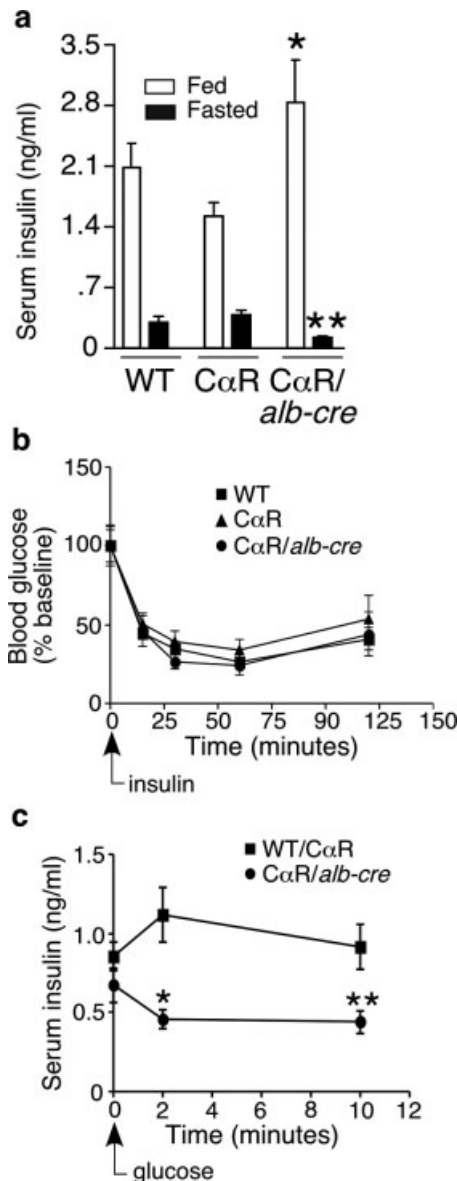 a
Serum insulin (ng/ml)
3.5
2.8
2.1
1.4
.7
0
Fed
Fasted
*
**
WT
CαR
CαR/
alb-cre
b
Blood glucose
(% baseline)
150
100
50
0
WT
CαR
CαR/alb-cre
0 25 50 75 90 125 150
Time (minutes)
insulin
c
Serum insulin (ng/ml)
1.5
1.0
0.5
0
WT/CαR
CαR/alb-cre
*
**
0 2 4 6 8 10 12
Time (minutes)
glucose